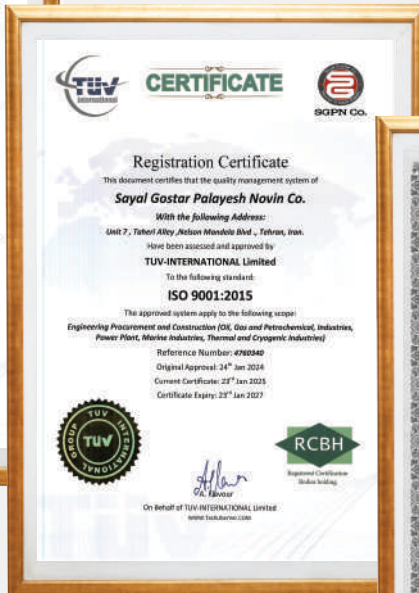 TÜV
international
CERTIFICATE
SGPN Co.
Registration Certificate
This document certifies that the quality management system of
Sayal Gostar Palayesh Novin Co.
With the following Address:
Unit 7 , Taheri Alley ,Nelson Mandela Blvd ., Tehran, Iran.
Have been assessed and approved by
TUV-INTERNATIONAL Limited
To the following standard:
ISO 9001:2015
The approved system apply to the following scope:
Engineering Procurement and Construction (Oil, Gas and Petrochemical, Industries,
Power Plant, Marine Industries, Thermal and Cryogenic Industries)
Reference Number: 4760340
Original Approval: 24th Jan 2024
Current Certificate: 23rd Jan 2025
Certificate Expiry: 23rd Jan 2027
TUV INTERNATIONAL GROUP
TUV
RCBH
Registered Certification
Bodies holding
On Behalf of TUV-INTERNATIONAL Limited